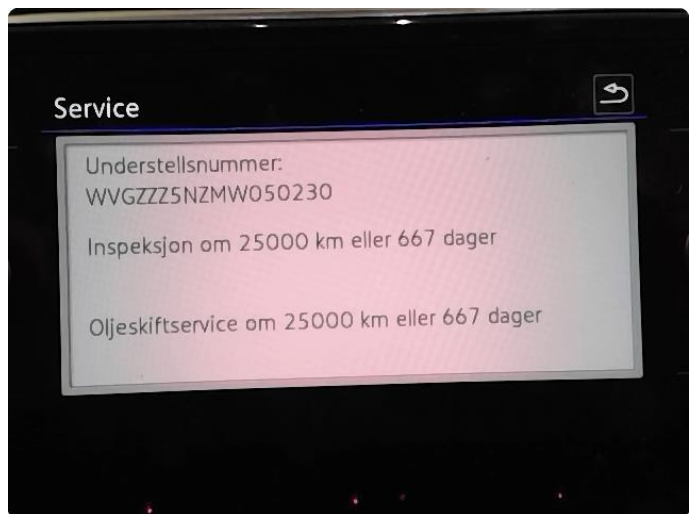 Service
Understellsnummer:
WVGZZZ5NZMW050230
Inspeksjon om 25000 km eller 667 dager
Oljeskiftservice om 25000 km eller 667 dager